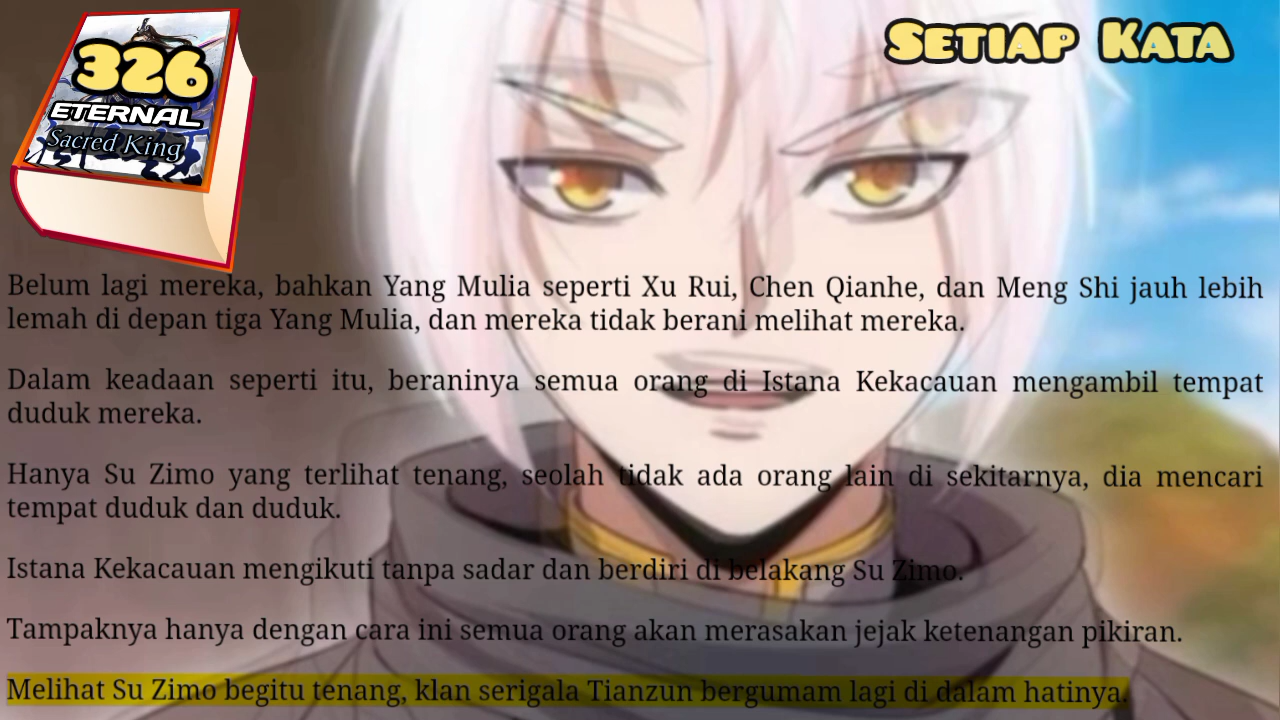 326
ETERNAL
Sacred King
Setiap Kata
Belum lagi mereka, bahkan Yang Mulia seperti Xu Rui, Chen Qianhe, dan Meng Shi jauh lebih
lemah di depan tiga Yang Mulia, dan mereka tidak berani melihat mereka.
Dalam keadaan seperti itu, beraninya semua orang di Istana Kekacauan mengambil tempat
duduk mereka.
Hanya Su Zimo yang terlihat tenang, seolah tidak ada orang lain di sekitarnya, dia mencari
tempat duduk dan duduk.
Istana Kekacauan mengikuti tanpa sadar dan berdiri di belakang Su Zimo.
Tampaknya hanya dengan cara ini semua orang akan merasakan jejak ketenangan pikiran.
Melihat Su Zimo begitu tenang, klan serigala Tianzun bergumam lagi di dalam hatinya.